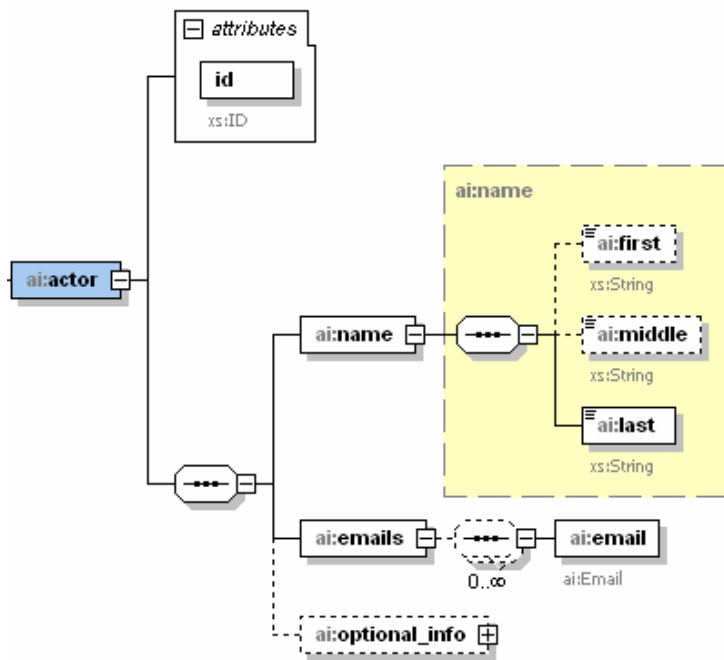 attributes
id
xs:ID
ai:name
ai:first
xs:String
ai:actor
ai:name
ai:middle
xs:String
ai:last
xs:String
ai:emails
ai:email
0..∞
ai:Email
ai:optional_info